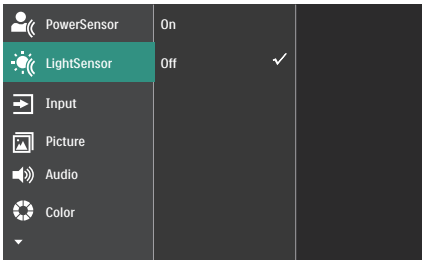 PowerSensor
On
LightSensor
Off
Input
Picture
Audio
Color